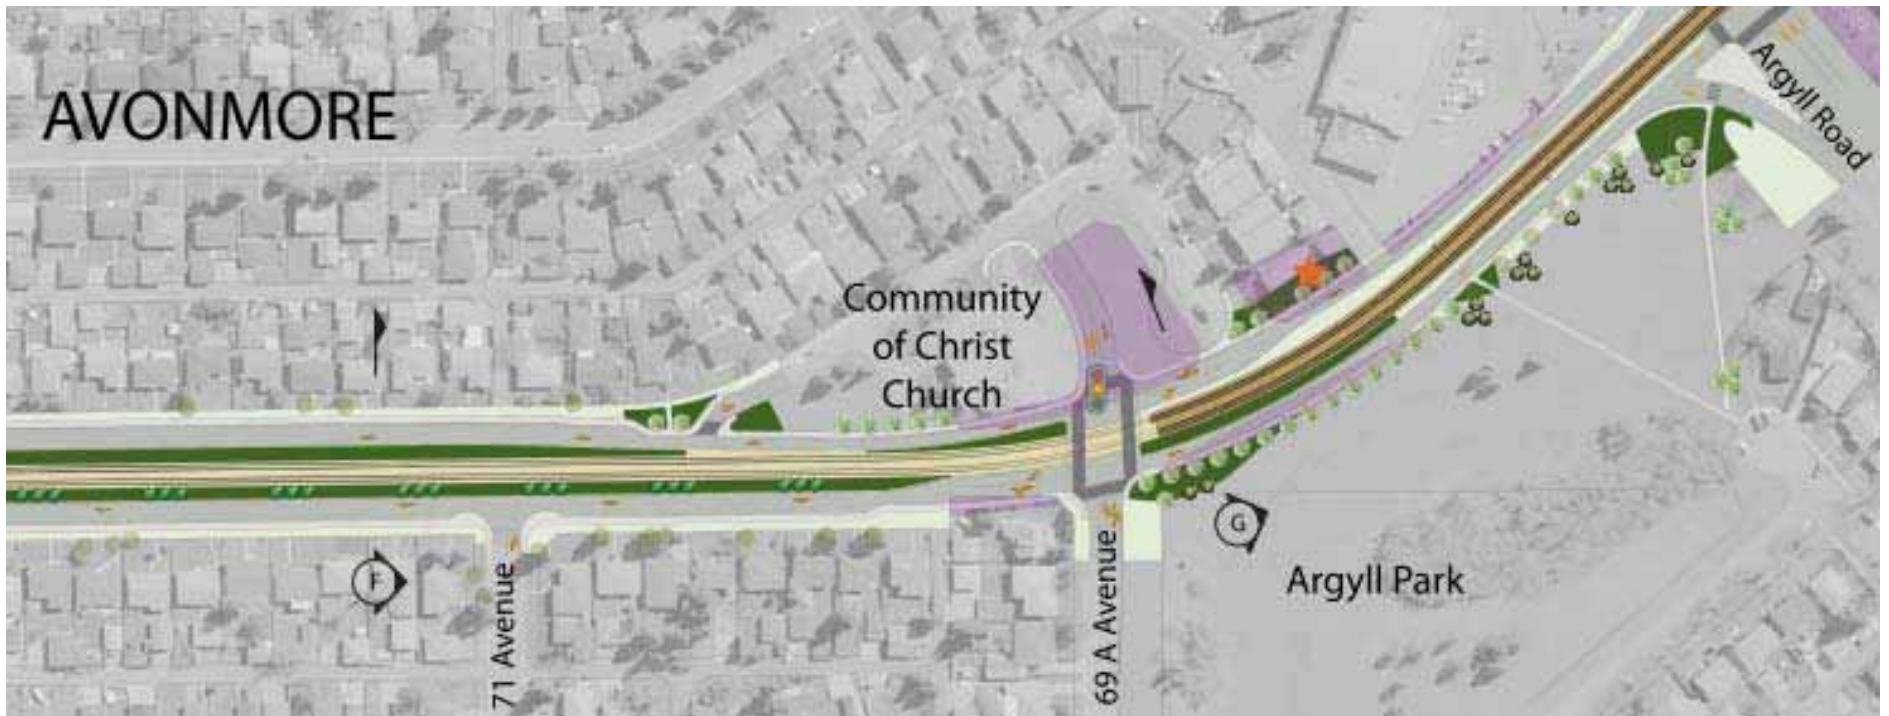 AVONMORE
Argyll Road
Community
of Christ
Church
G
F
Argyll Park
71 Avenue
69 A Avenue